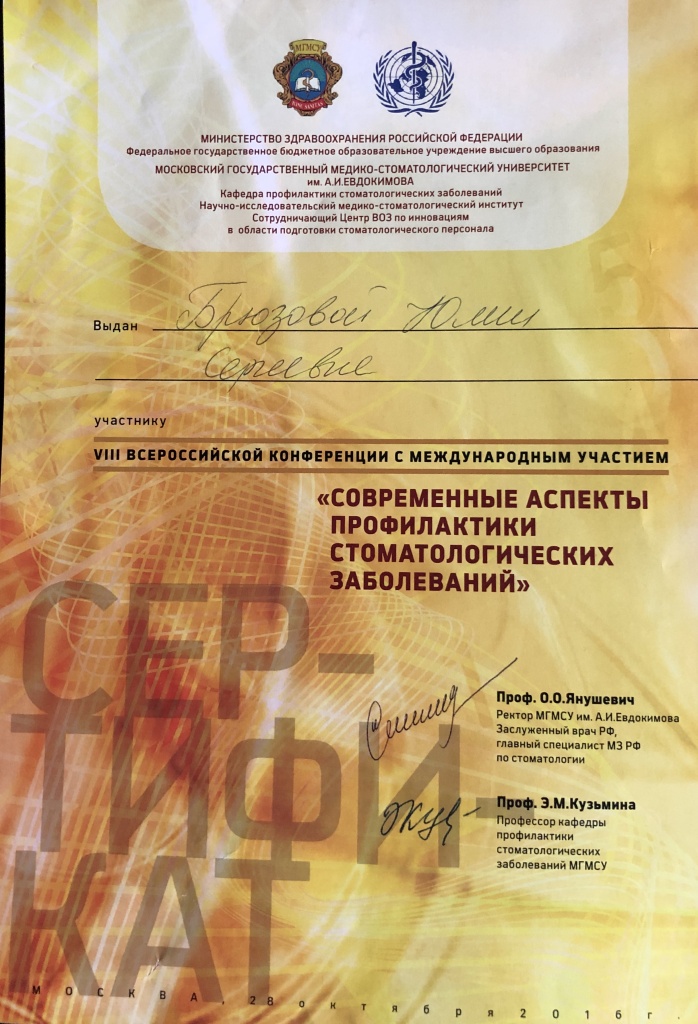 МГМСУ
МИНИСТЕРСТВО ЗДРАВООХРАНЕНИЯ РОССИЙСКОЙ ФЕДЕРАЦИИ
Федеральное государственное бюджетное образовательное учреждение высшего образования
МОСКОВСКИЙ ГОСУДАРСТВЕННЫЙ МЕДИКО-СТОМАТОЛОГИЧЕСКИЙ УНИВЕРСИТЕТ
им. А.И.ЕВДОКИМОВА
Кафедра профилактики стоматологических заболеваний
Научно-исследовательский медико-стоматологический институт
Сотрудничающий Центр ВОЗ по инновациям
в области подготовки стоматологического персонала
Выдан Брюзовой Юлии
Сергеевне
участнику
VIII ВСЕРОССИЙСКОЙ КОНФЕРЕНЦИИ С МЕЖДУНАРОДНЫМ УЧАСТИЕМ
«СОВРЕМЕННЫЕ АСПЕКТЫ
ПРОФИЛАКТИКИ
СТОМАТОЛОГИЧЕСКИХ
ЗАБОЛЕВАНИЙ»
СЕР-
ТИФИ-
КАТ
Проф. О.О.Янушевич
Ректор МГМСУ им. А.И.Евдокимова
Заслуженный врач РФ,
главный специалист МЗ РФ
по стоматологии
Проф. Э.М.Кузьмина
Профессор кафедры
профилактики
стоматологических
заболеваний МГМСУ
МОСКВА, 28 октября 2016г.